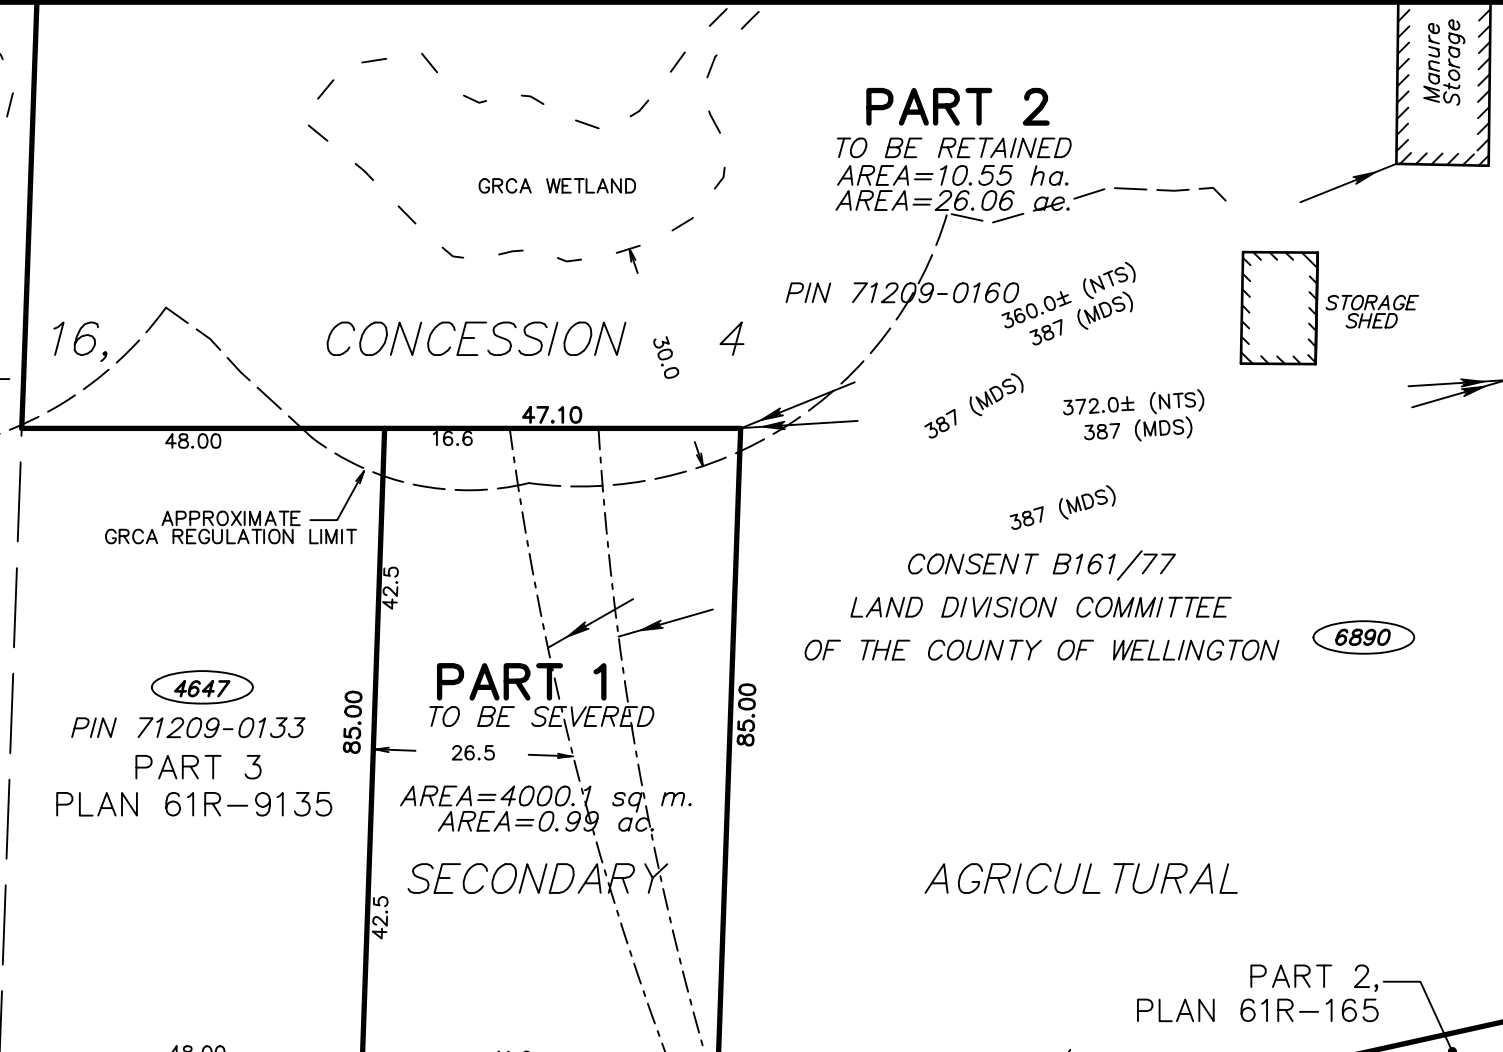 Manure
Storage
PART 2
TO BE RETAINED
AREA=10.55 ha.
AREA=26.06 ac.
GRCA WETLAND
PIN 71209-0160
360.0± (NTS)
387 (MDS)
STORAGE
SHED
16,
CONCESSION 4
30.0
387 (MDS)
372.0± (NTS)
387 (MDS)
47.10
48.00
16.6
387 (MDS)
APPROXIMATE
GRCA REGULATION LIMIT
42.5
CONSENT B161/77
LAND DIVISION COMMITTEE
OF THE COUNTY OF WELLINGTON
6890
4647
PIN 71209-0133
PART 3
PLAN 61R-9135
85.00
PART 1
TO BE SEVERED
26.5
AREA=4000.1 sq m.
AREA=0.99 ac.
85.00
SECONDARY
AGRICULTURAL
42.5
PART 2,
PLAN 61R-165
48.00